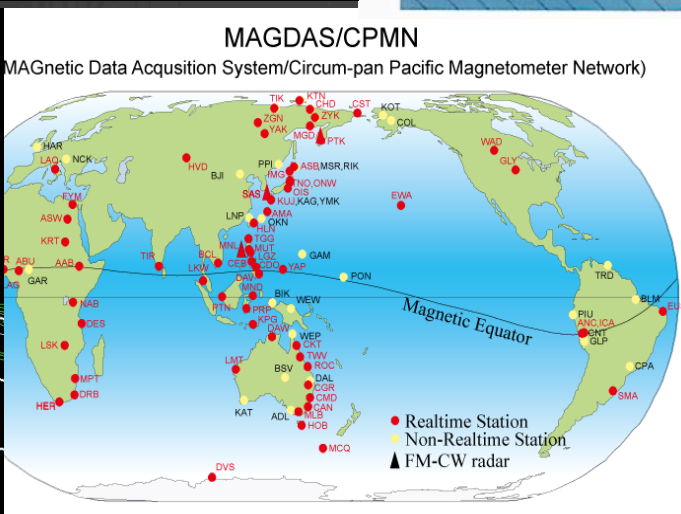 MAGDAS/CPMN
MAGnetic Data Acqusition System/Circum-pan Pacific Magnetometer Network)
TIK
KTN
CHD
CST
KOT
ZGN
ZYK
COL
YAK
MGD
PTK
HAR
WAD
NCK
LAQ
HVD
PPI
ASB,MSR,RIK
GLY
BJI
IMG
TNO,ONW
OIS
SAS
KUJ,KAG,YMK
EWA
FYM
AMA
ASW
LNP
OKN
HLN
KRT
TGG
MNL
MUT
GAM
ABU
AAB
TIR
BCL
LGZ
CEB
CDO
YAP
TRD
AG
GAR
LKW
DAV
PON
MND
BIK
NAB
PTN
PRP
WEW
Magnetic Equator
BLM
PIU
EU
DES
KPG
ANC,ICA
DAW
WEP
CNT
LSK
CKT
GLP
TWV
LMT
ROC
BSV
CPA
MPT
DAL
CGR
DRB
SMA
HER
KAT
CMD
ADL
CAN
MLB
HOB
Realtime Station
Non-Realtime Station
MCQ
FM-CW radar
DVS